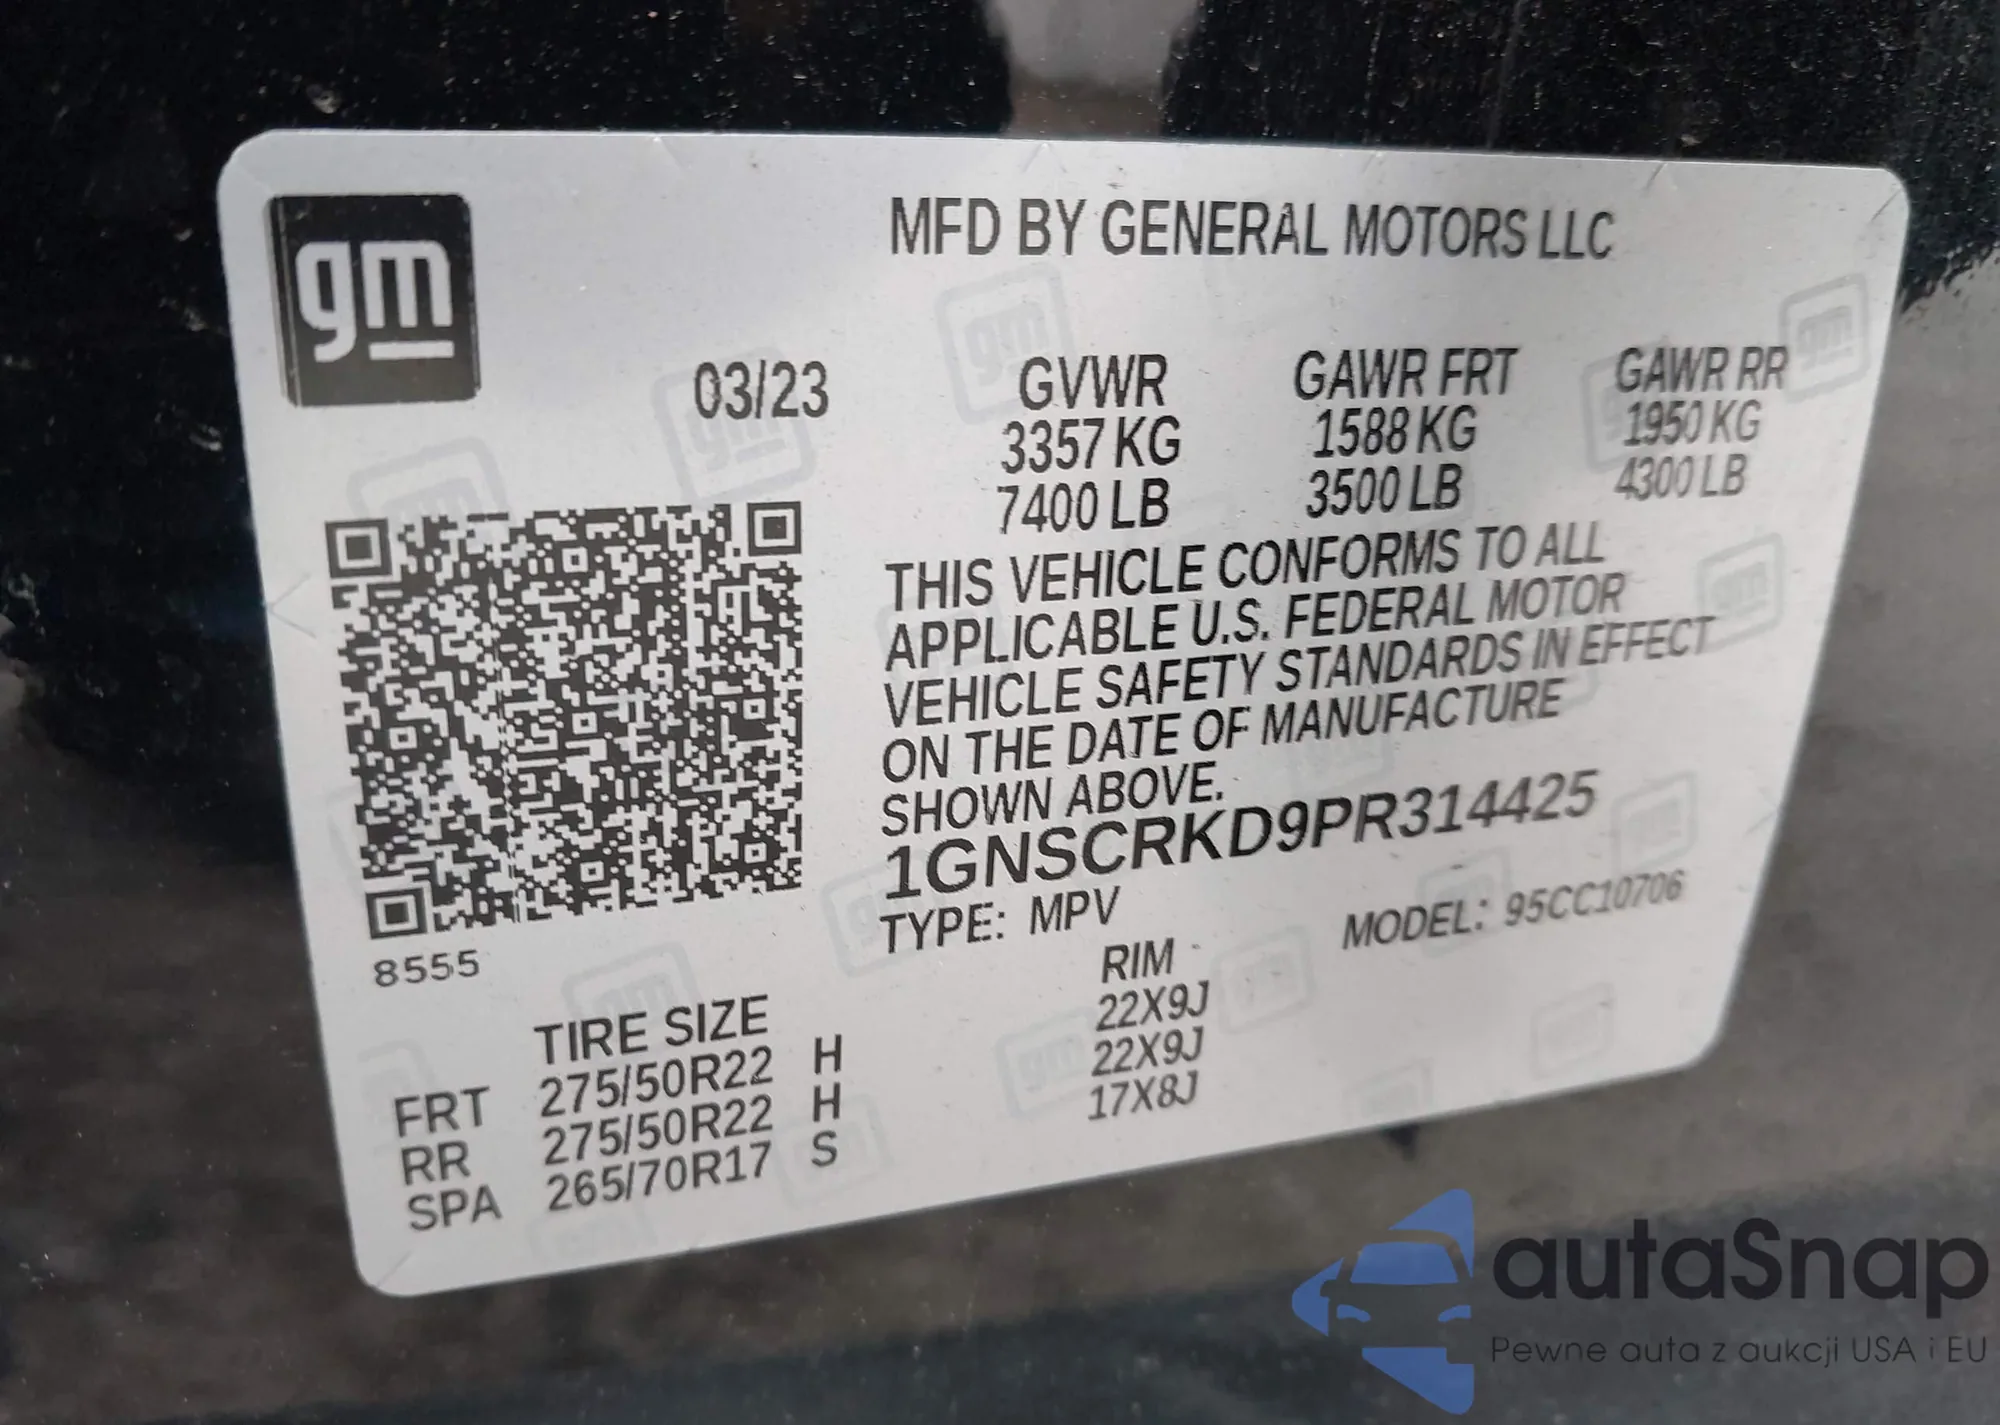 gm
MFD BY GENERAL MOTORS LLC
03/23
GVWR GAWR FRT GAWR RR
3357 KG 1588 KG 1950 KG
7400 LB 3500 LB 4300 LB
THIS VEHICLE CONFORMS TO ALL
APPLICABLE U.S. FEDERAL MOTOR
VEHICLE SAFETY STANDARDS IN EFFECT
ON THE DATE OF MANUFACTURE
SHOWN ABOVE.
1GNSCRKD9PR314425
TYPE: MPV MODEL: 95CC10706
8555
TIRE SIZE RIM
FRT 275/50R22 H 22X9J
RR 275/50R22 H 22X9J
SPA 265/70R17 S 17X8J
autaSnap
Pewne auta z aukcji USA i EU